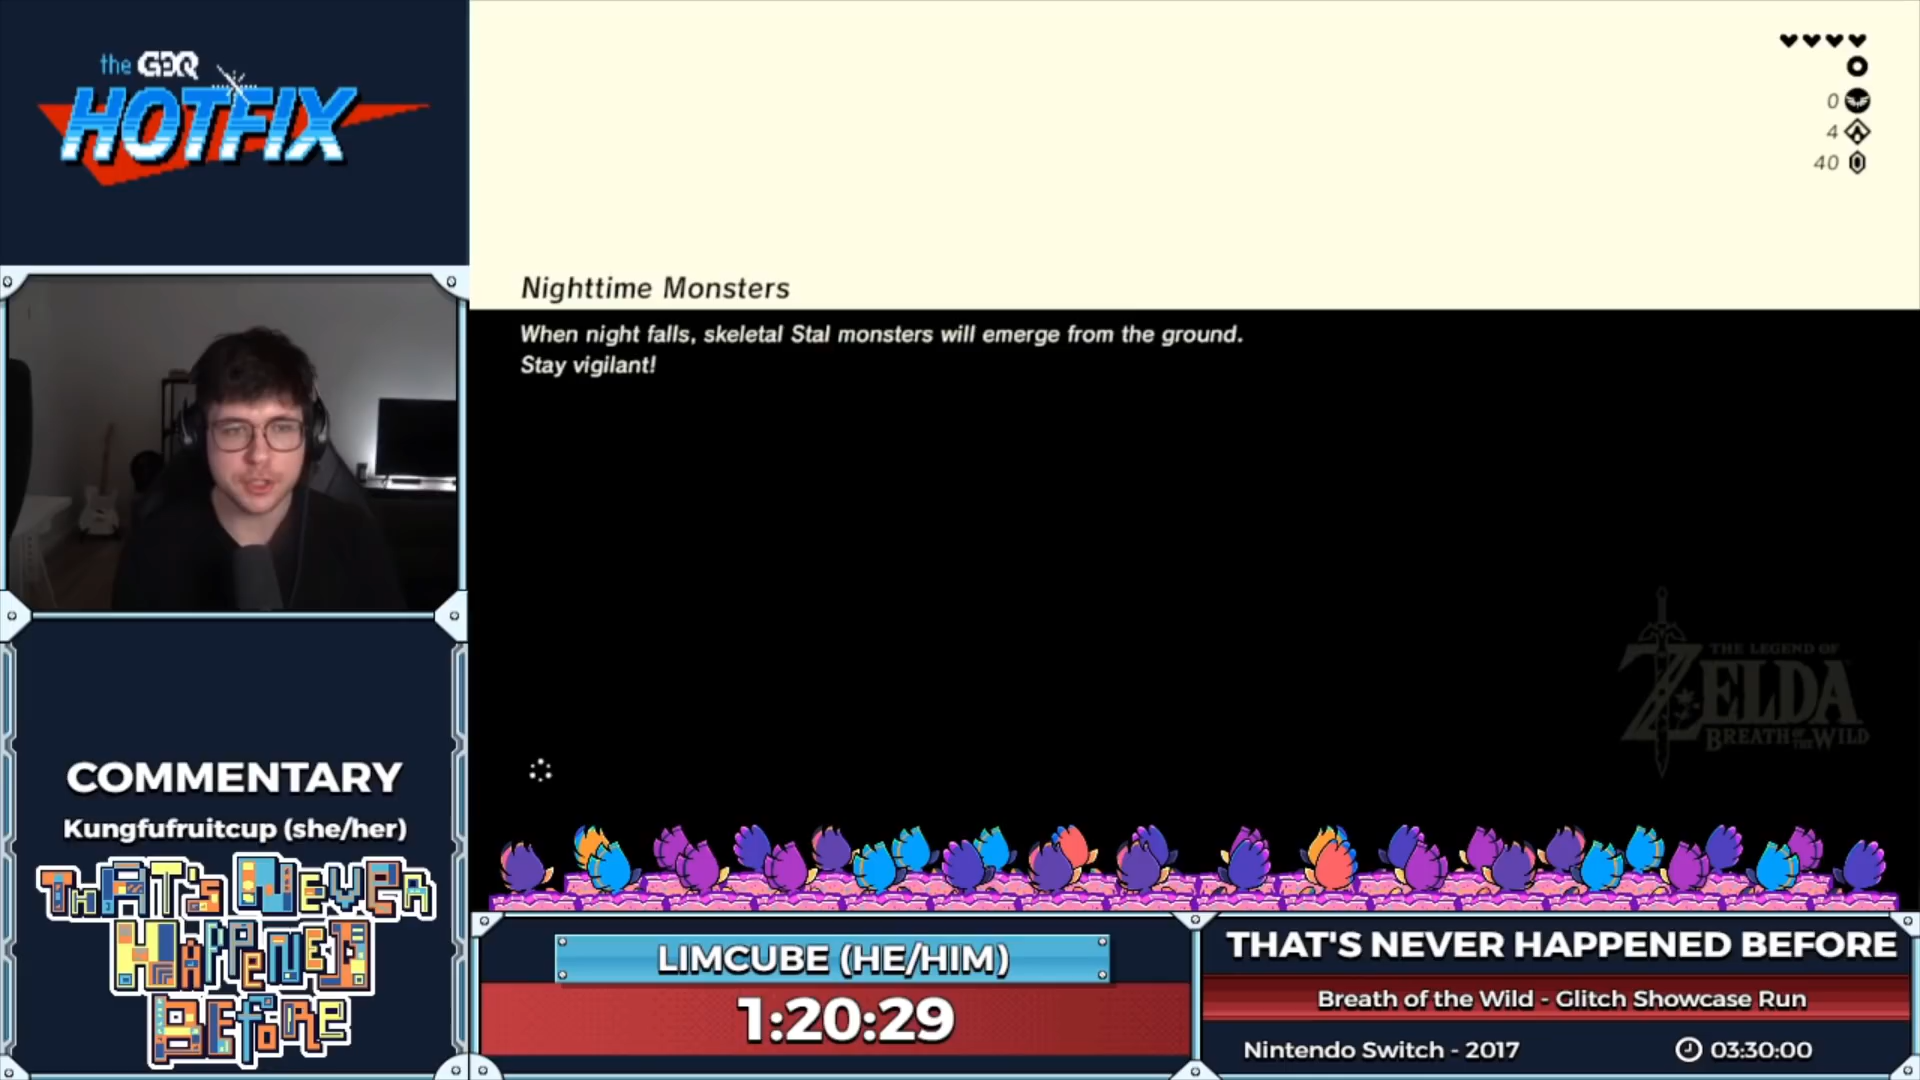 the GDQ
HOTFIX
0
4
40
Nighttime Monsters
When night falls, skeletal Stal monsters will emerge from the ground.
Stay vigilant!
THE LEGEND OF
ZELDA
BREATH OF THE WILD
COMMENTARY
Kungfufruitcup (she/her)
THAT'S NEVER
HAPPENED
BEFORE
LIMCUBE (HE/HIM)
1:20:29
THAT'S NEVER HAPPENED BEFORE
Breath of the Wild - Glitch Showcase Run
Nintendo Switch - 2017
03:30:00